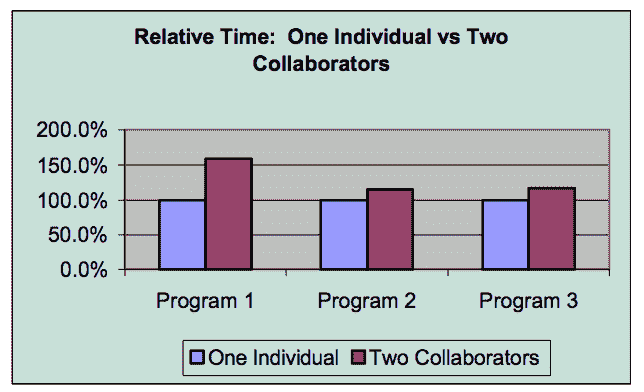 Relative Time:  One Individual vs Two
Collaborators
200.0%
150.0%
100.0%
50.0%
0.0%
Program 1 Program 2 Program 3
One Individual Two Collaborators